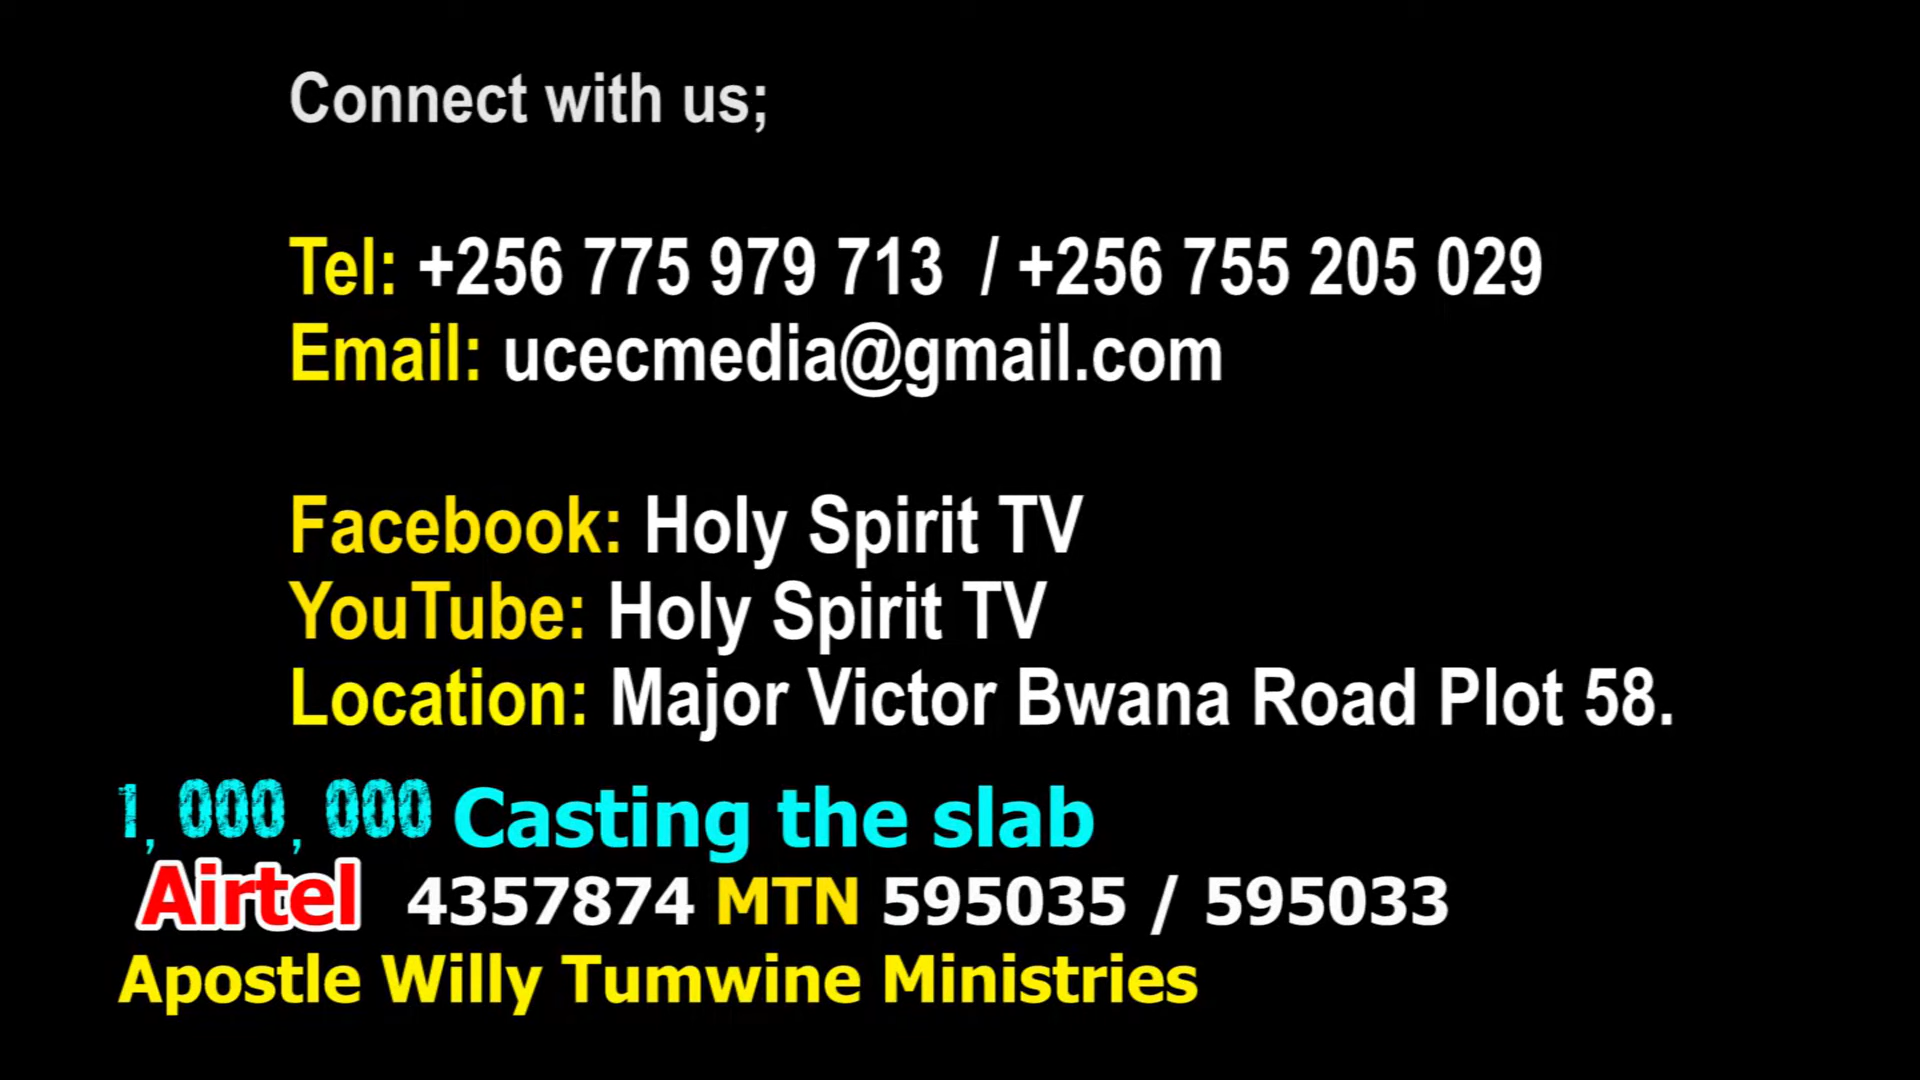 Connect with us;
Tel: +256 775 979 713 / +256 755 205 029
Email: ucecmedia@gmail.com
Facebook: Holy Spirit TV
YouTube: Holy Spirit TV
Location: Major Victor Bwana Road Plot 58.
1, 000, 000 Casting the slab
Airtel 4357874 MTN 595035 / 595033
Apostle Willy Tumwine Ministries